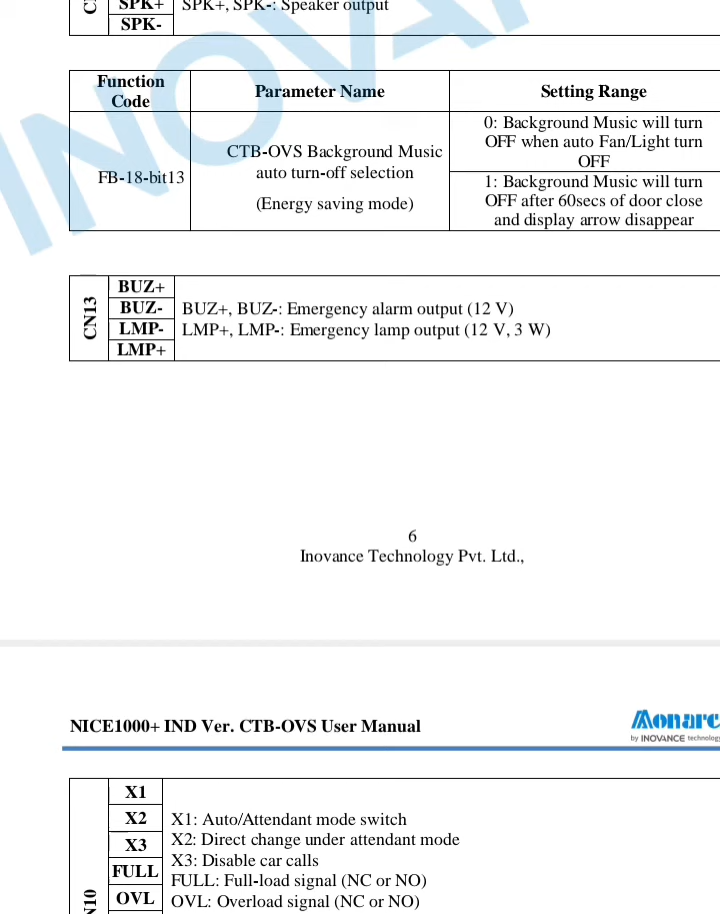 SPK+
SPK+, SPK-: Speaker output
SPK-
Function Code
Parameter Name
Setting Range
FB-18-bit13
CTB-OVS Background Music
auto turn-off selection
(Energy saving mode)
0: Background Music will turn
OFF when auto Fan/Light turn
OFF
1: Background Music will turn
OFF after 60secs of door close
and display arrow disappear
CN13
BUZ+
BUZ-
LMP-
LMP+
BUZ+, BUZ-: Emergency alarm output (12 V)
LMP+, LMP-: Emergency lamp output (12 V, 3 W)
6
Inovance Technology Pvt. Ltd.,
NICE1000+ IND Ver. CTB-OVS User Manual
Monarc
by INOVANCE technology
X1
X2
X3
FULL
OVL
X1: Auto/Attendant mode switch
X2: Direct change under attendant mode
X3: Disable car calls
FULL: Full-load signal (NC or NO)
OVL: Overload signal (NC or NO)
N10
INOVA